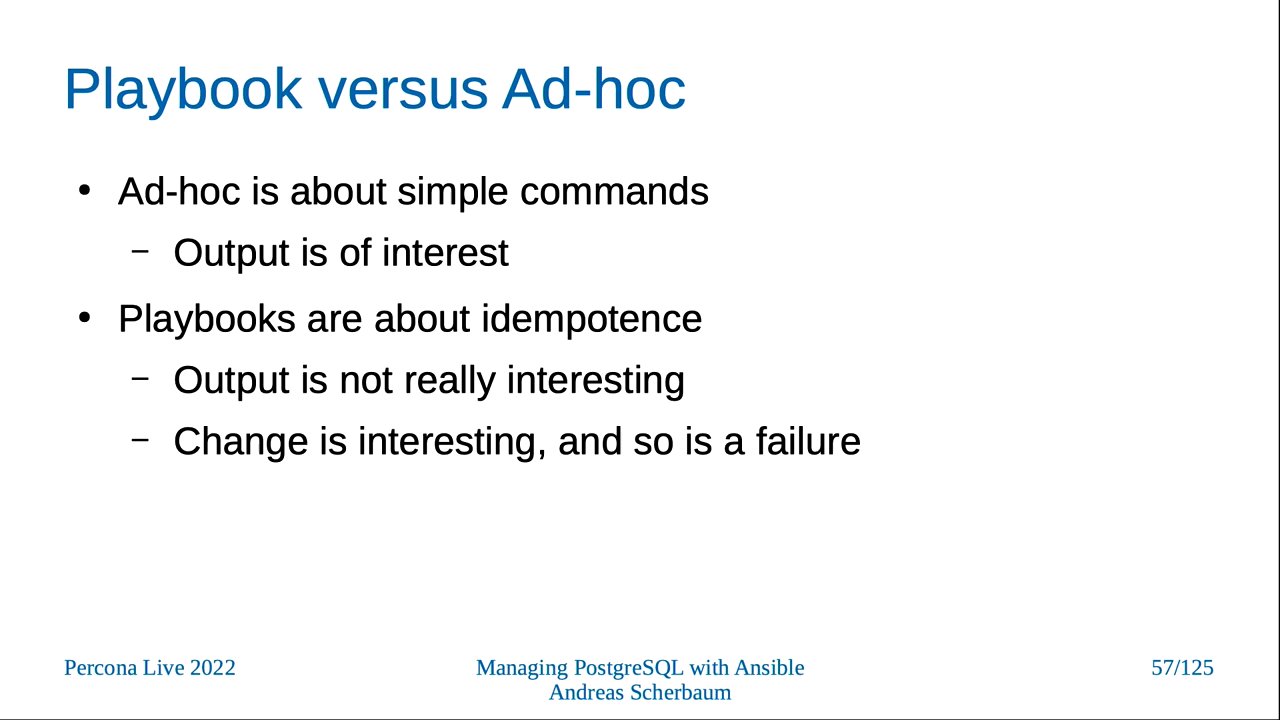 Playbook versus Ad-hoc
• Ad-hoc is about simple commands
– Output is of interest
• Playbooks are about idempotence
– Output is not really interesting
– Change is interesting, and so is a failure
Percona Live 2022
Managing PostgreSQL with Ansible
Andreas Scherbaum
57/125